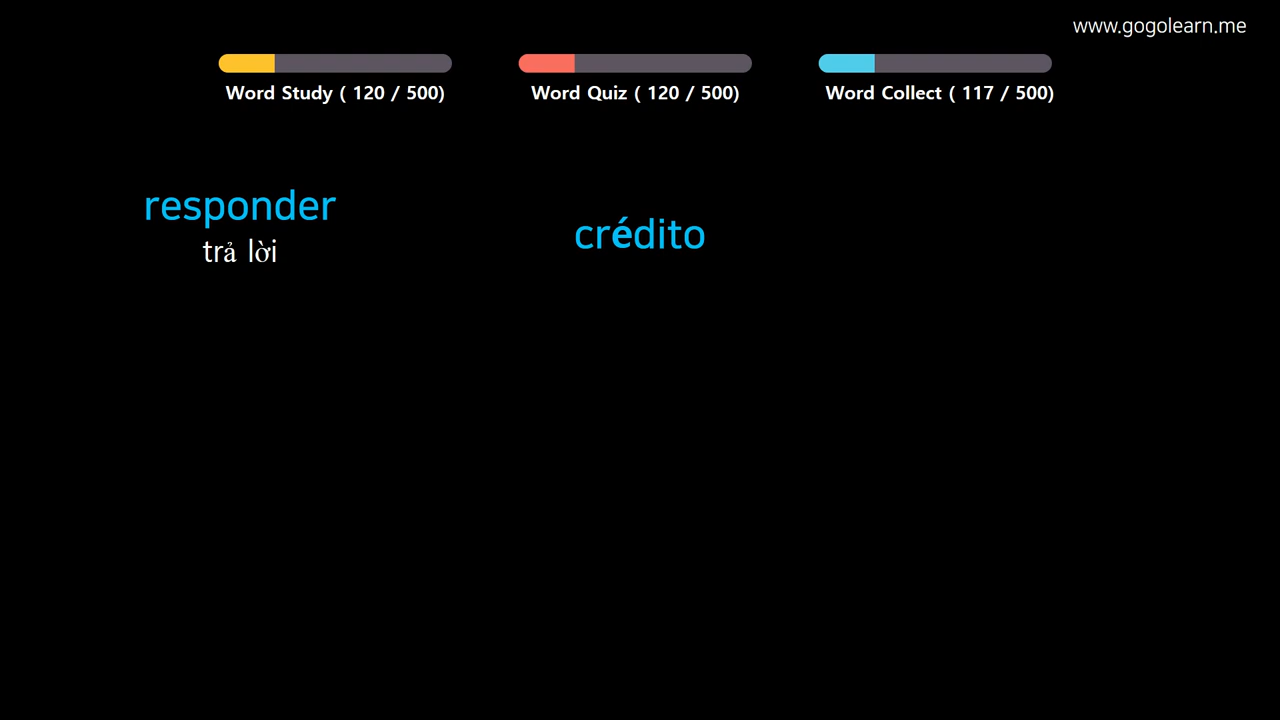 www.gogolearn.me
Word Study ( 120 / 500)
Word Quiz ( 120 / 500)
Word Collect ( 117 / 500)
responder
trả lời
crédito